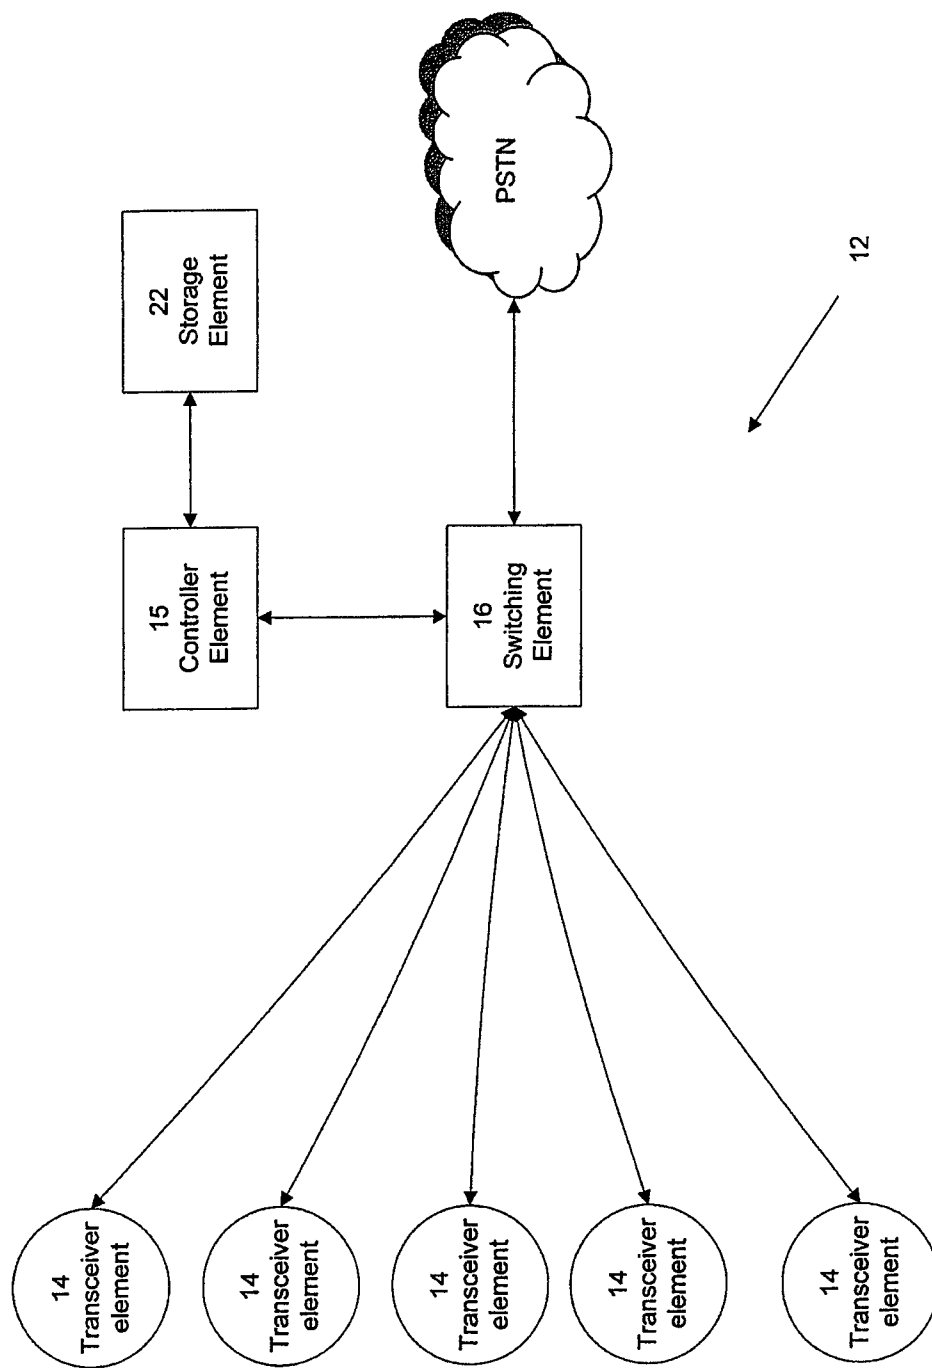 14
Transceiver
element
15
Controller
Element
22
Storage
Element
14
Transceiver
element
14
Transceiver
element
16
Switching
Element
PSTN
14
Transceiver
element
14
Transceiver
element
12